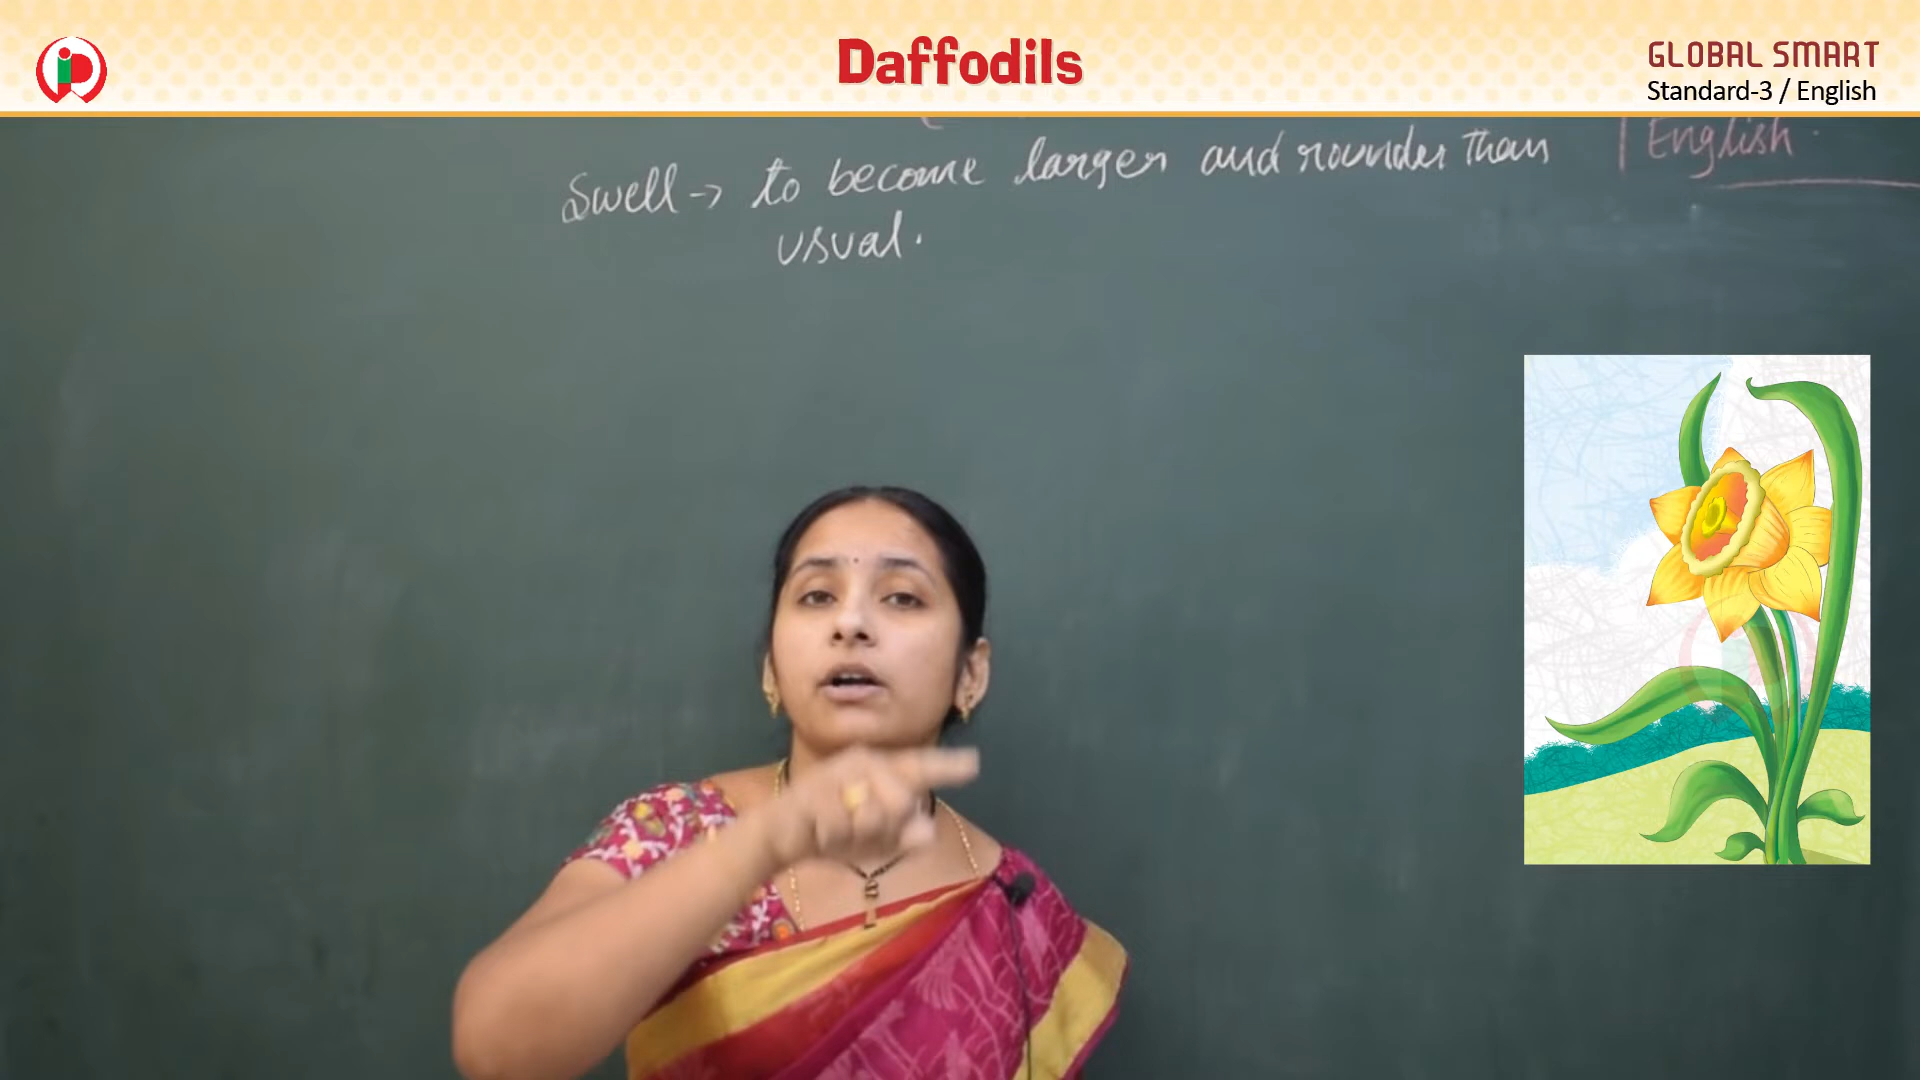 Daffodils
GLOBAL SMART
Standard-3 / English
English
Swell → to become larger and rounder than
usual.